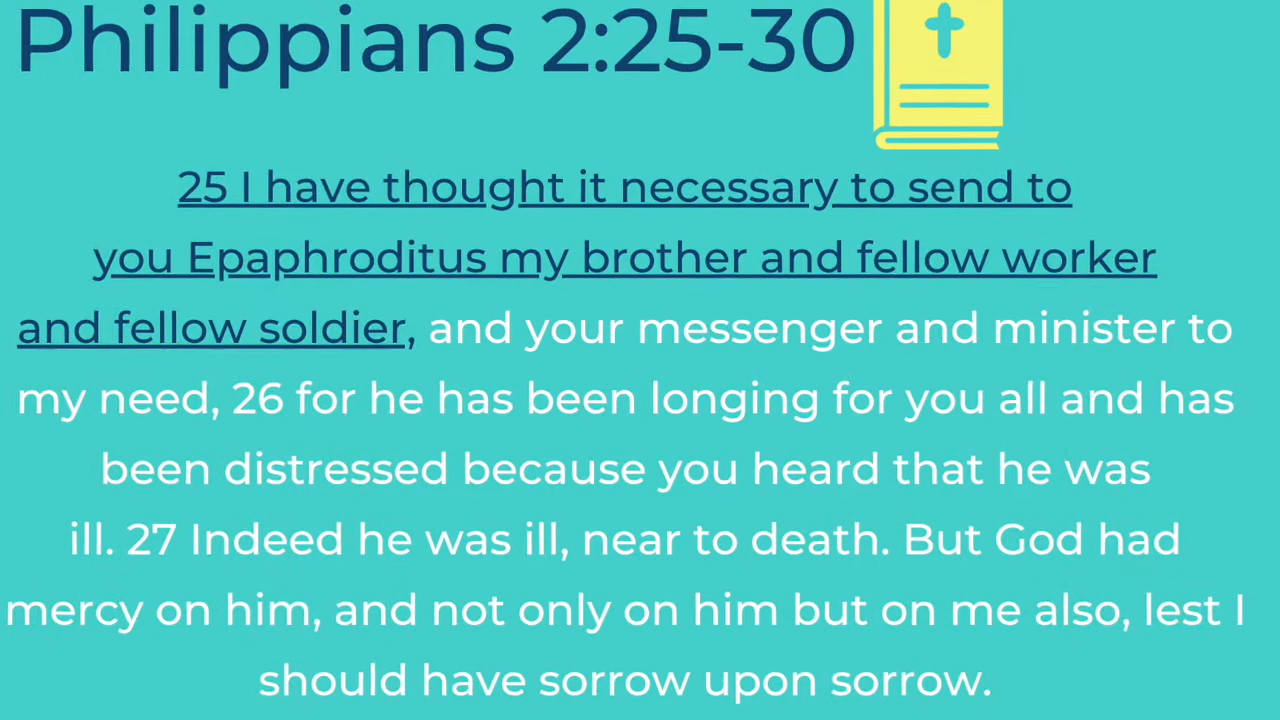 Philippians 2:25-30
25 I have thought it necessary to send to
you Epaphroditus my brother and fellow worker
and fellow soldier, and your messenger and minister to
my need, 26 for he has been longing for you all and has
been distressed because you heard that he was
ill. 27 Indeed he was ill, near to death. But God had
mercy on him, and not only on him but on me also, lest I
should have sorrow upon sorrow.